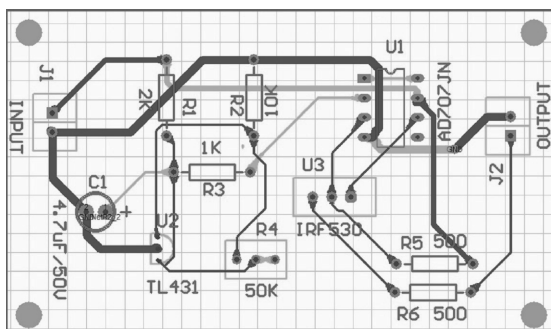 J1
INPUT
2K
R1
R2
K01
U1
AD707JN
OUTPUT
J2
1K
R3
U3
IRF530
C1
+
4.7uF/50V
U2
TL431
R4
50K
R5 500
R6 500